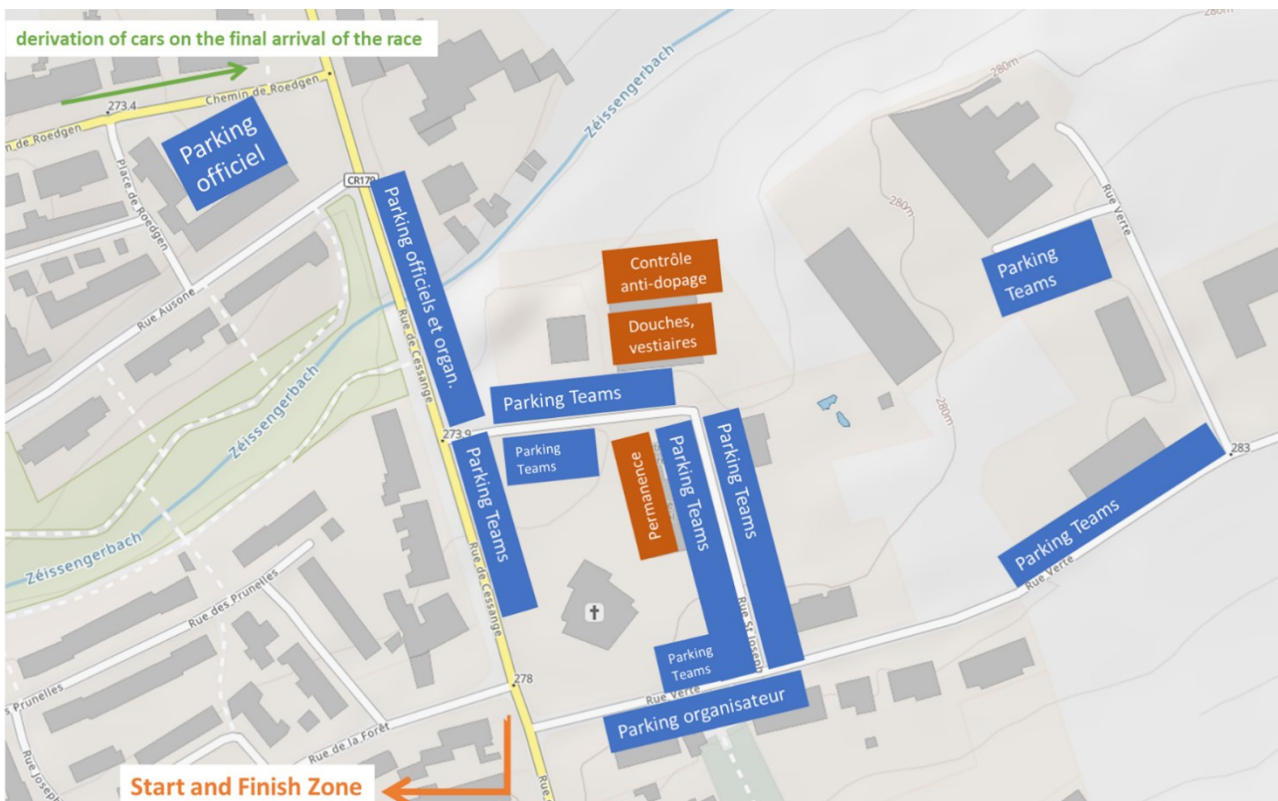 derivation of cars on the final arrival of the race
280m
273.4
Chemin de Roedgen
n de Roedgen
Zéissengerbach
280m
Parking
officiel
Place de Roedgen
CR179
Rue Verte
280m
Parking officiels et organ.
Contrôle
anti-dopage
Parking
Teams
Rue Ausone
Rue de Cessange
Douches,
vestiaires
Zéissengerbach
Parking Teams
280m
273.9
Parking
Teams
Parking Teams
Permanence
Parking Teams
Parking Teams
283
Parking Teams
Rue Verte
Rue de Cessange
Rue des Prunelles
✝
Rue St Joseph
Parking
Teams
278
Rue Verte
s Prunelles
Parking organisateur
Rue de la Forêt
Rue Joseph
Start and Finish Zone